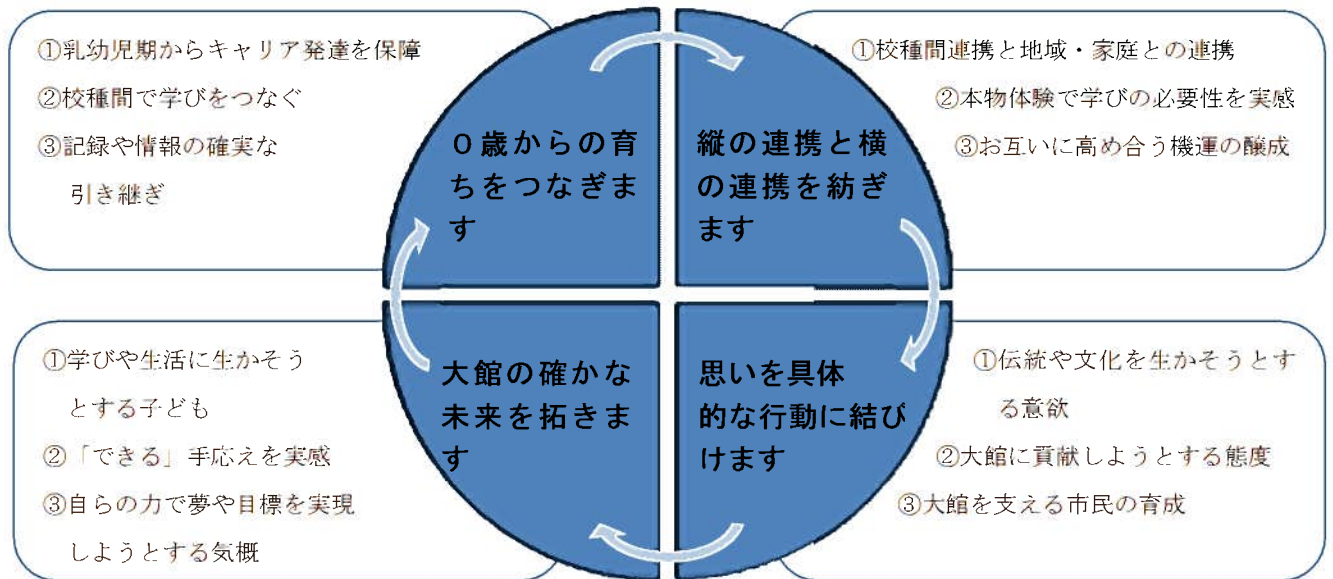 ①乳幼児期からキャリア発達を保障
②校種間で学びをつなぐ
③記録や情報の確実な
引き継ぎ
０歳からの育
ちをつなぎま
す
縦の連携と横
の連携を紡ぎ
ます
①校種間連携と地域・家庭との連携
②本物体験で学びの必要性を実感
③お互いに高め合う機運の醸成
①学びや生活に生かそう
とする子ども
②「できる」手応えを実感
③自らの力で夢や目標を実現
しようとする気概
大館の確かな
未来を拓きま
す
思いを具体
的な行動に結び
けます
①伝統や文化を生かそうとす
る意欲
②大館に貢献しようとする態度
③大館を支える市民の育成